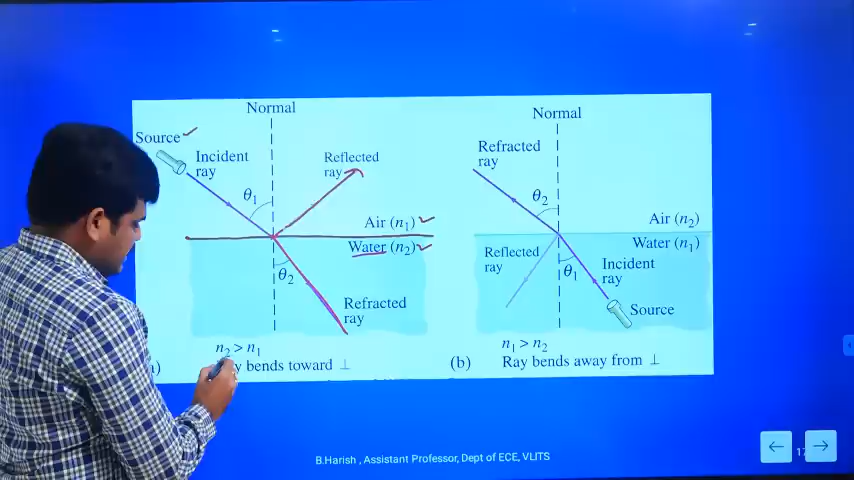 Normal
Source
Incident
ray
θ1
Reflected
ray
Air (n1)
Water (n2)
θ2
Refracted
ray
n2 > n1
bends toward ⊥
Normal
Refracted
ray
θ2
Air (n2)
Water (n1)
Reflected
ray
θ1
Incident
ray
Source
n1 > n2
(b) Ray bends away from ⊥
B.Harish , Assistant Professor, Dept of ECE, VLITS